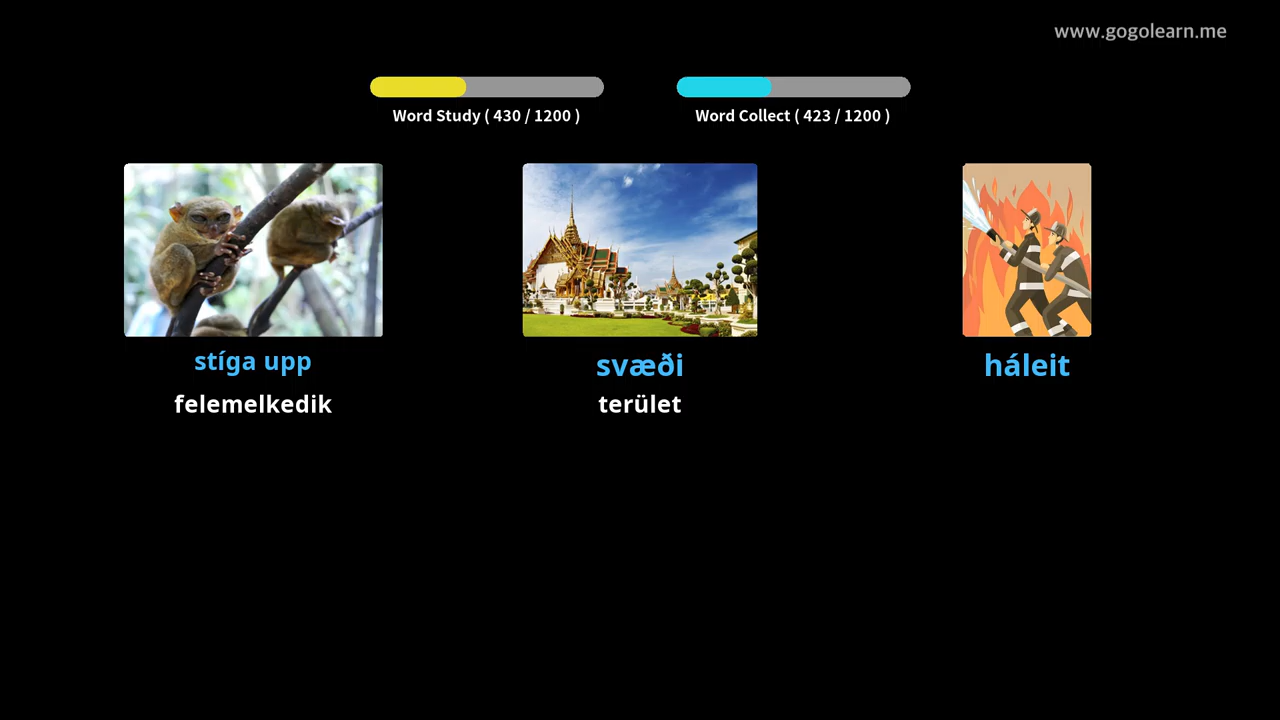 www.gogolearn.me
Word Study ( 430 / 1200 )
Word Collect ( 423 / 1200 )
stíga upp
felemelkedik
svæði
terület
háleit